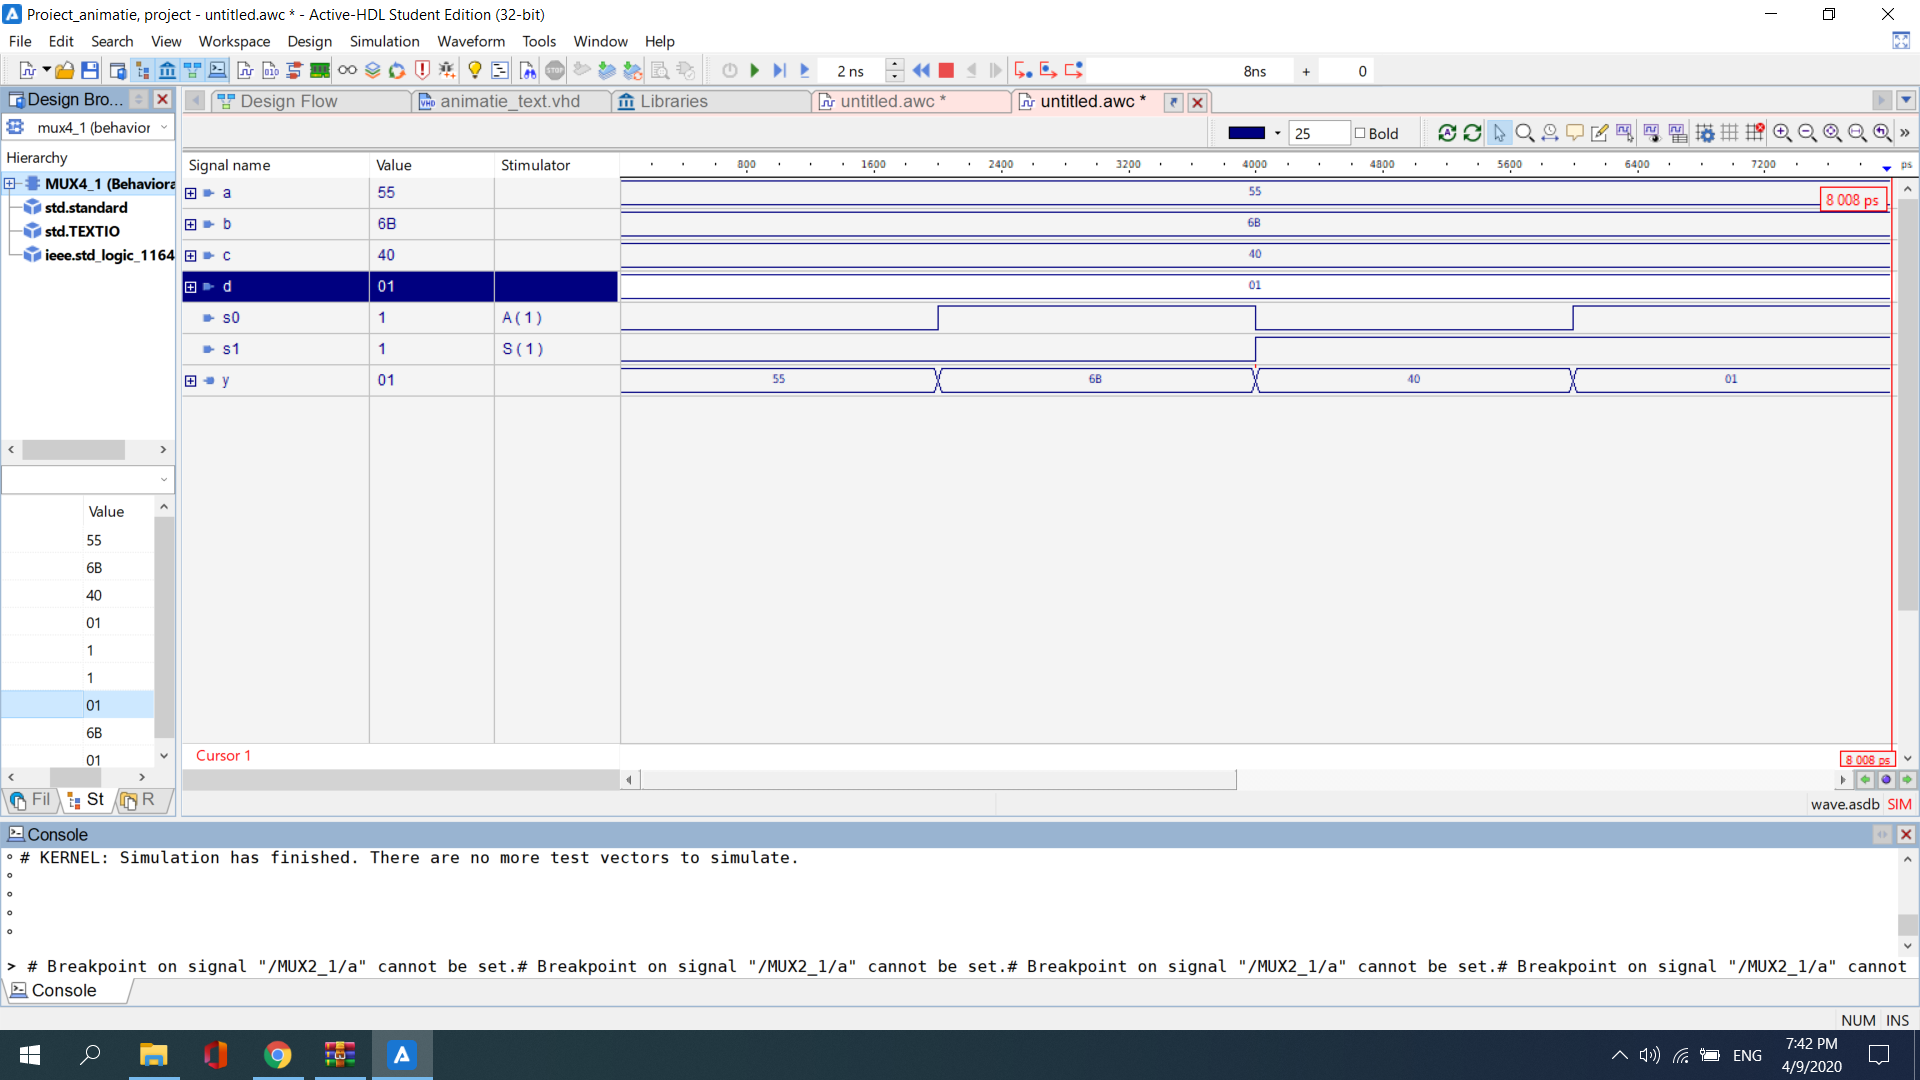 Proiect_animatie, project - untitled.awc * - Active-HDL Student Edition (32-bit)
File Edit Search View Workspace Design Simulation Waveform Tools Window Help
2 ns 8ns + 0
Design Bro... Design Flow animatie_text.vhd Libraries untitled.awc * untitled.awc *
mux4_1 (behavior 25 Bold
Hierarchy
MUX4_1 (Behaviora
std.standard
std.TEXTIO
ieee.std_logic_1164
Signal name Value Stimulator 800 1600 2400 3200 4000 4800 5600 6400 7200 ps
a 55 55 8 008 ps
b 6B 6B
c 40 40
d 01 01
s0 1 A ( 1 )
s1 1 S ( 1 )
y 01 55 6B 40 01
Value
55
6B
40
01
1
1
01
6B
01
Cursor 1 8 008 ps
Fil St R
wave.asdb SIM
Console
# KERNEL: Simulation has finished. There are no more test vectors to simulate.
> # Breakpoint on signal "/MUX2_1/a" cannot be set.# Breakpoint on signal "/MUX2_1/a" cannot be set.# Breakpoint on signal "/MUX2_1/a" cannot be set.# Breakpoint on signal "/MUX2_1/a" cannot
Console
NUM INS
ENG 7:42 PM
4/9/2020